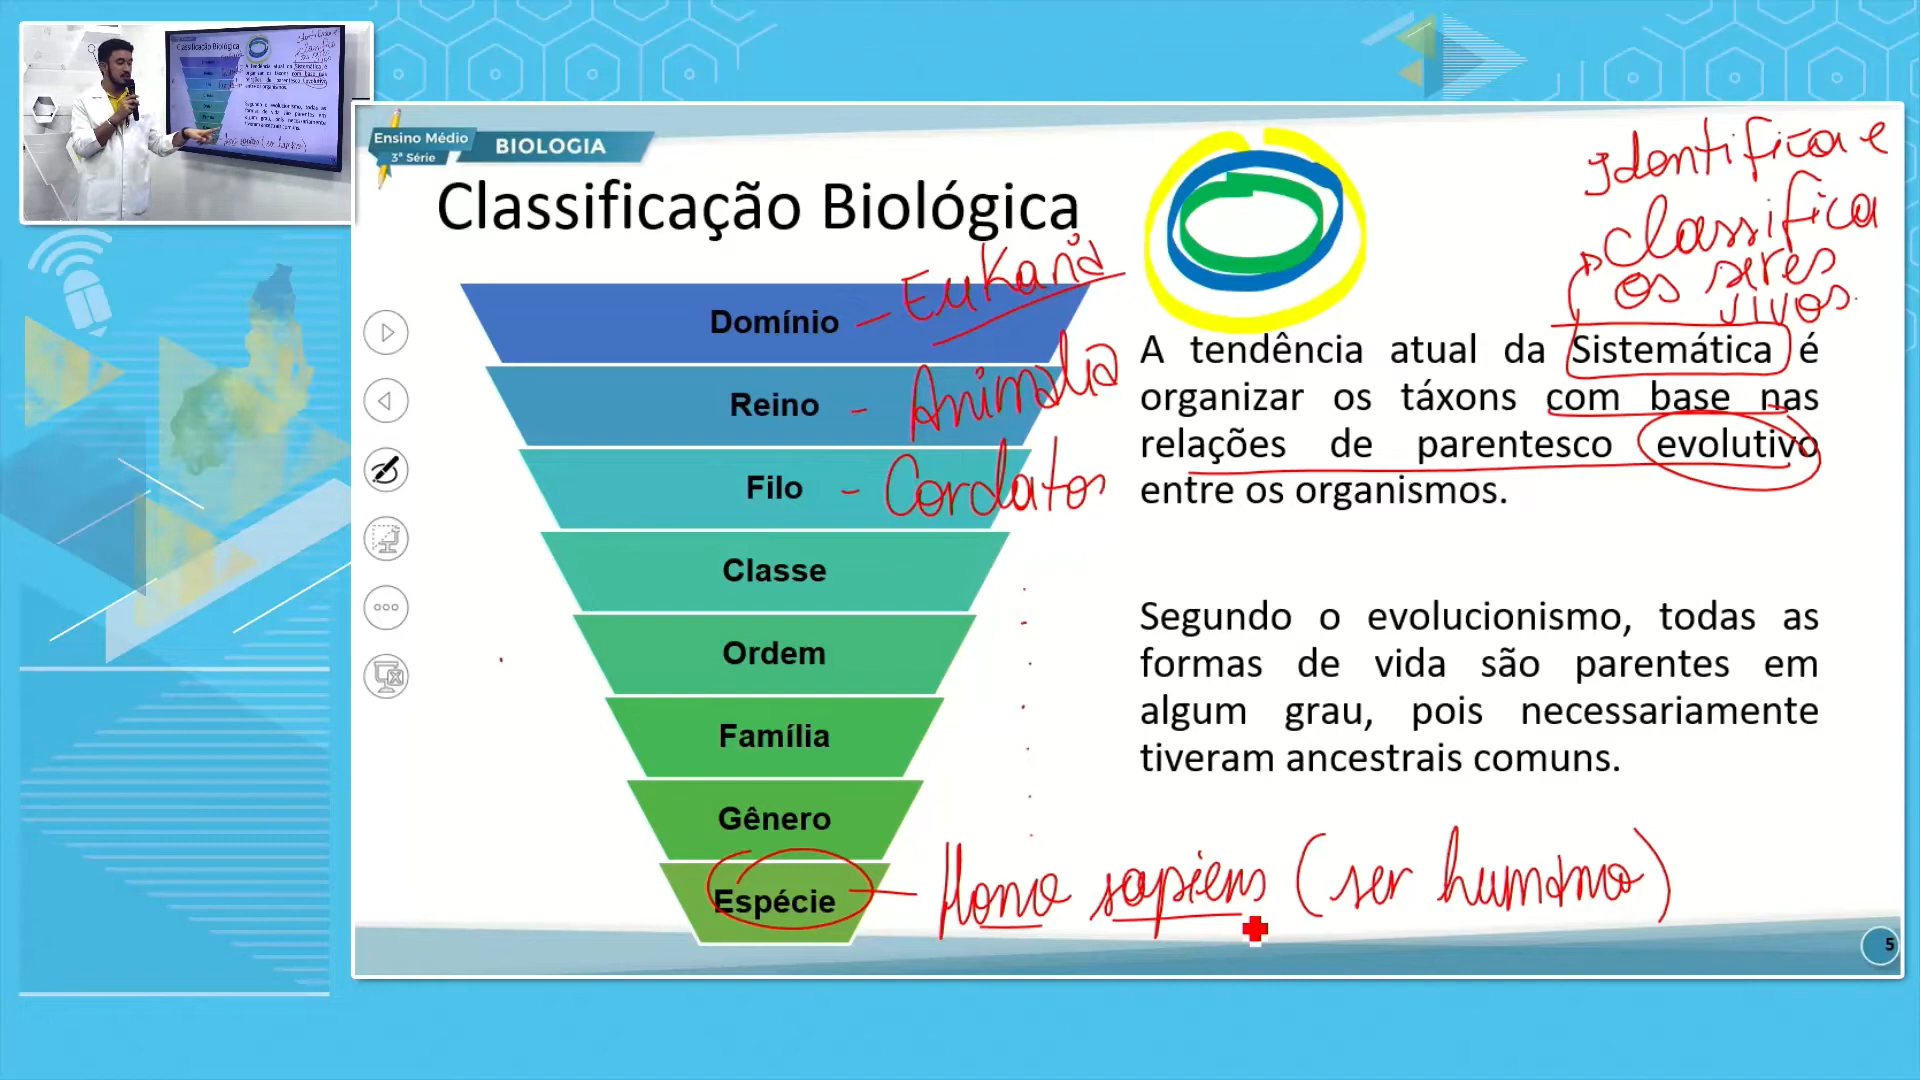 Ensino Médio
3ª Série
BIOLOGIA
Classificação Biológica
Identifica e
classifica
os seres
vivos.
Domínio - Eukaria
Reino - Animalia
Filo - Cordatos
Classe
Ordem
Família
Gênero
Espécie - Homo sapiens (ser humano)
A tendência atual da Sistemática é
organizar os táxons com base nas
relações de parentesco evolutivo
entre os organismos.
Segundo o evolucionismo, todas as
formas de vida são parentes em
algum grau, pois necessariamente
tiveram ancestrais comuns.
5